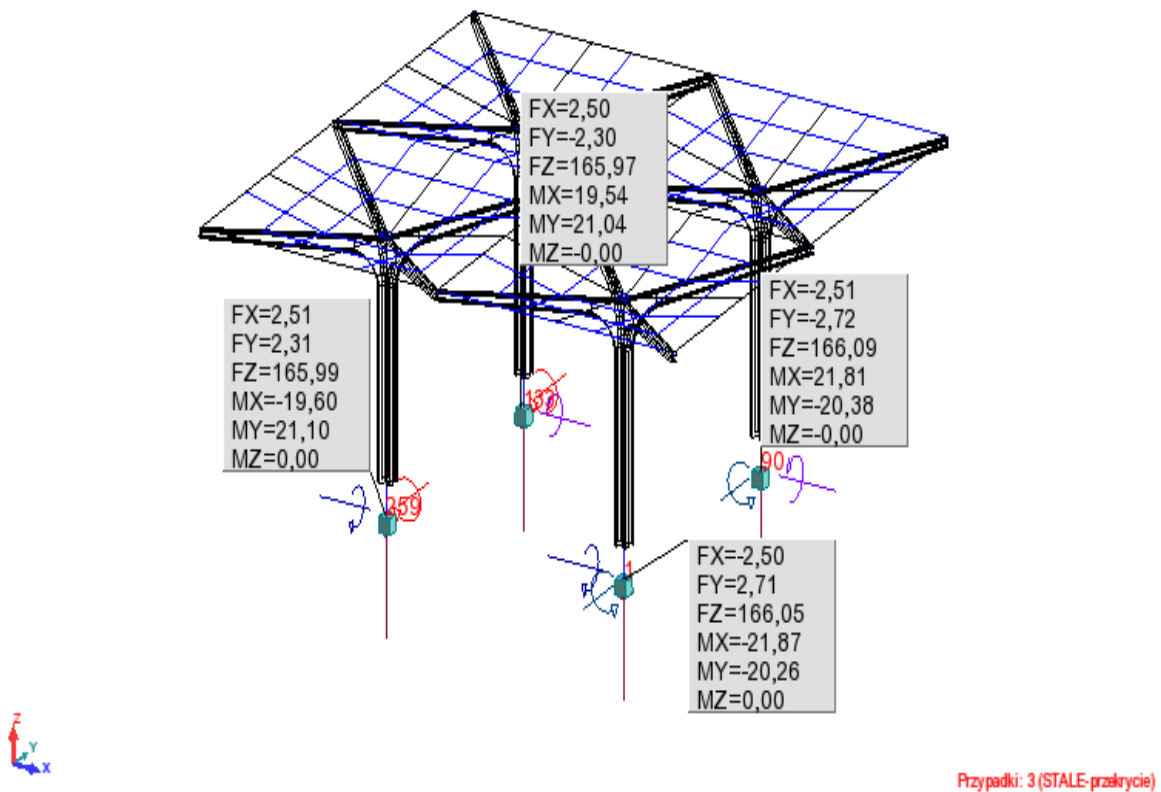 FX=2,50
FY=-2,30
FZ=165,97
MX=19,54
MY=21,04
MZ=-0,00
FX=2,51
FY=2,31
FZ=165,99
MX=-19,60
MY=21,10
MZ=0,00
FX=-2,51
FY=-2,72
FZ=166,09
MX=21,81
MY=-20,38
MZ=-0,00
359
90
1
FX=-2,50
FY=2,71
FZ=166,05
MX=-21,87
MY=-20,26
MZ=0,00
Z
Y
X
Przypadki: 3 (STALE-przekrycie)